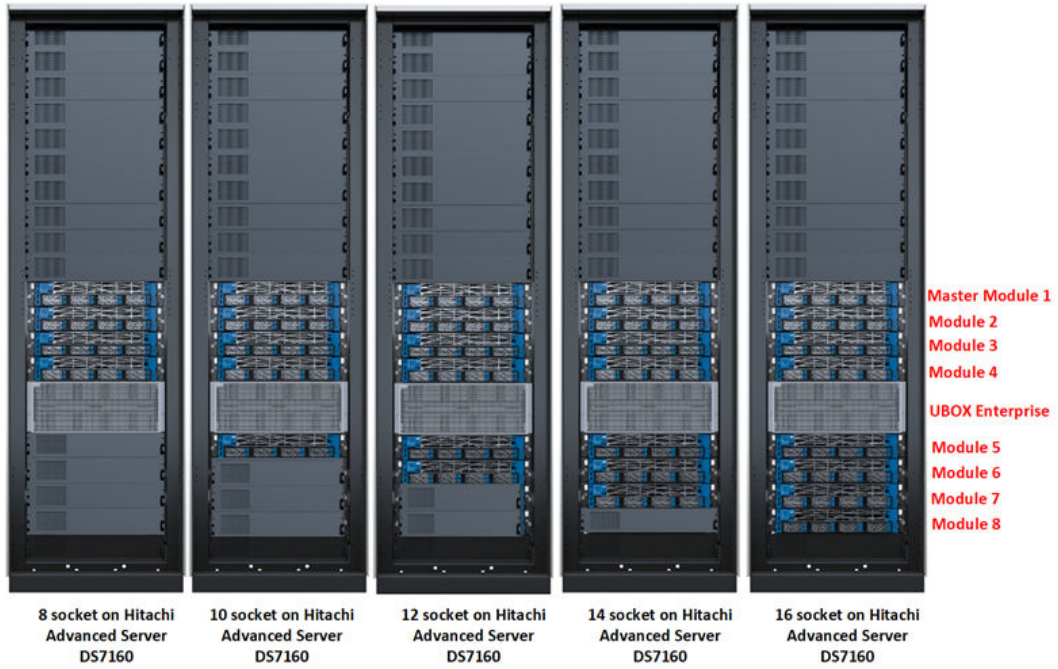 Master Module 1
Module 2
Module 3
Module 4
UBOX Enterprise
Module 5
Module 6
Module 7
Module 8
8 socket on Hitachi
Advanced Server
DS7160
10 socket on Hitachi
Advanced Server
DS7160
12 socket on Hitachi
Advanced Server
DS7160
14 socket on Hitachi
Advanced Server
DS7160
16 socket on Hitachi
Advanced Server
DS7160